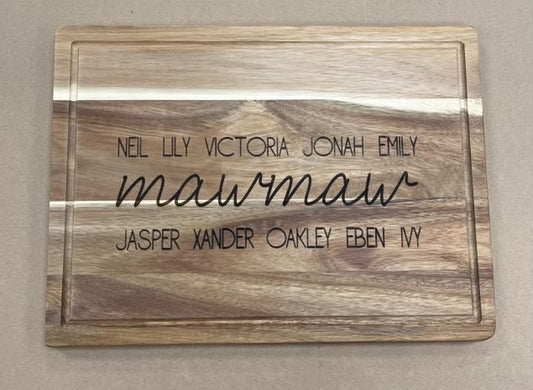 NEIL LILY VICTORIA JONAH EMILY
mawmaw
JASPER XANDER OAKLEY EBEN IVY